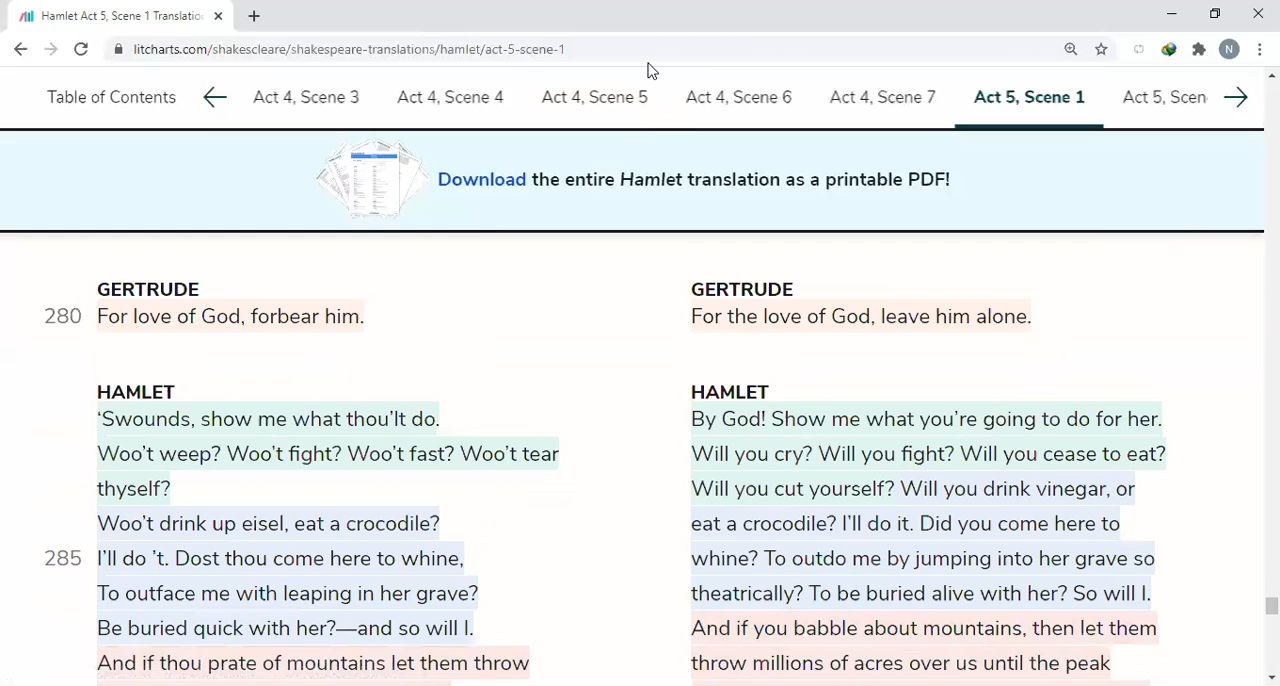 Hamlet Act 5, Scene 1 Translatio
litcharts.com/shakescleare/shakespeare-translations/hamlet/act-5-scene-1
N
Table of Contents
Act 4, Scene 3
Act 4, Scene 4
Act 4, Scene 5
Act 4, Scene 6
Act 4, Scene 7
Act 5, Scene 1
Act 5, Scen
Download the entire Hamlet translation as a printable PDF!
GERTRUDE
280 For love of God, forbear him.
HAMLET
‘Swounds, show me what thou’lt do.
Woo’t weep? Woo’t fight? Woo’t fast? Woo’t tear
thyself?
Woo’t drink up eisel, eat a crocodile?
285 I’ll do ’t. Dost thou come here to whine,
To outface me with leaping in her grave?
Be buried quick with her?—and so will I.
And if thou prate of mountains let them throw
GERTRUDE
For the love of God, leave him alone.
HAMLET
By God! Show me what you’re going to do for her.
Will you cry? Will you fight? Will you cease to eat?
Will you cut yourself? Will you drink vinegar, or
eat a crocodile? I’ll do it. Did you come here to
whine? To outdo me by jumping into her grave so
theatrically? To be buried alive with her? So will I.
And if you babble about mountains, then let them
throw millions of acres over us until the peak